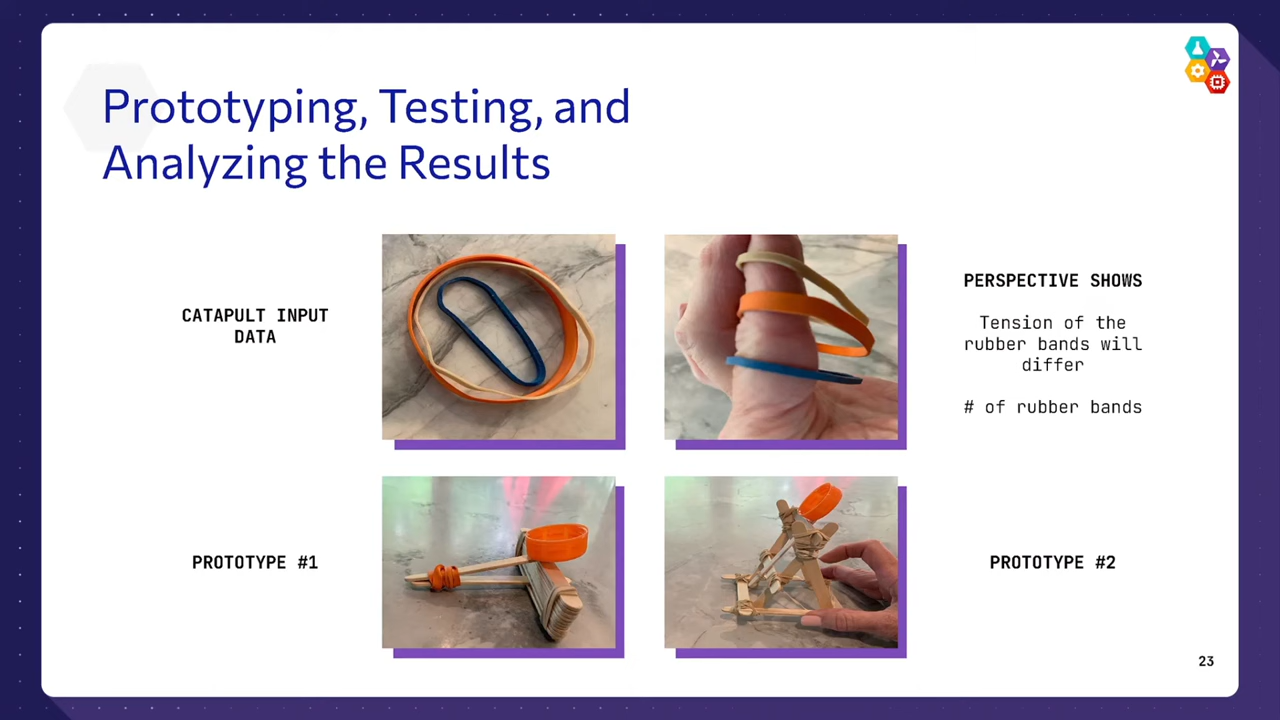 Prototyping, Testing, and
Analyzing the Results
CATAPULT INPUT
DATA
PERSPECTIVE SHOWS
Tension of the
rubber bands will
differ
# of rubber bands
PROTOTYPE #1
PROTOTYPE #2
23